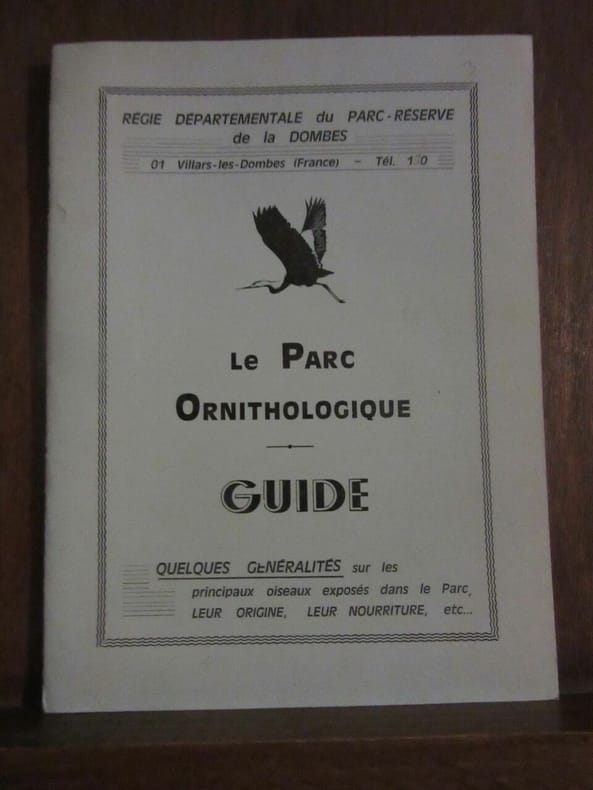 RÉGIE DÉPARTEMENTALE du PARC-RÉSERVE
de la DOMBES
01 Villars-les-Dombes (France) - Tél.
Le Parc
Ornithologique
GUIDE
QUELQUES GÉNÉRALITÉS sur les
principaux oiseaux exposés dans le Parc,
LEUR ORIGINE, LEUR NOURRITURE, etc...